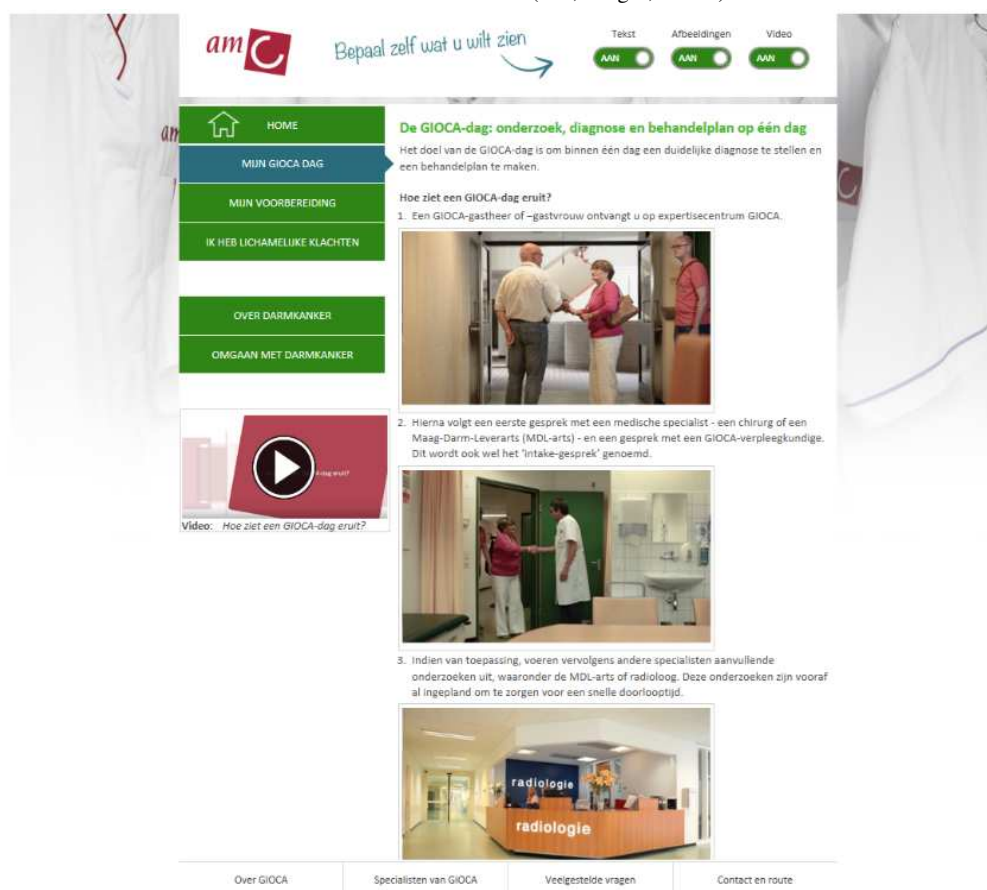 amC
Bepaal zelf wat u wilt zien
Tekst Afbeeldingen Video
AAN AAN AAN
HOME
MIJN GIOCA DAG
MIJN VOORBEREIDING
IK HEB LICHAMELIJKE KLACHTEN
OVER DARMKANKER
OMGAAN MET DARMKANKER
dag eruit?
Video: Hoe ziet een GIOCA-dag eruit?
De GIOCA-dag: onderzoek, diagnose en behandelplan op één dag
Het doel van de GIOCA-dag is om binnen één dag een duidelijke diagnose te stellen en
een behandelplan te maken.
Hoe ziet een GIOCA-dag eruit?
1. Een GIOCA-gastheer of –gastvrouw ontvangt u op expertisecentrum GIOCA.
2. Hierna volgt een eerste gesprek met een medische specialist - een chirurg of een
Maag-Darm-Leverarts (MDL-arts) - en een gesprek met een GIOCA-verpleegkundige.
Dit wordt ook wel het 'intake-gesprek' genoemd.
3. Indien van toepassing, voeren vervolgens andere specialisten aanvullende
onderzoeken uit, waaronder de MDL-arts of radioloog. Deze onderzoeken zijn vooraf
al ingepland om te zorgen voor een snelle doorlooptijd.
radiologie
radiologie
Over GIOCA Specialisten van GIOCA Veelgestelde vragen Contact en route